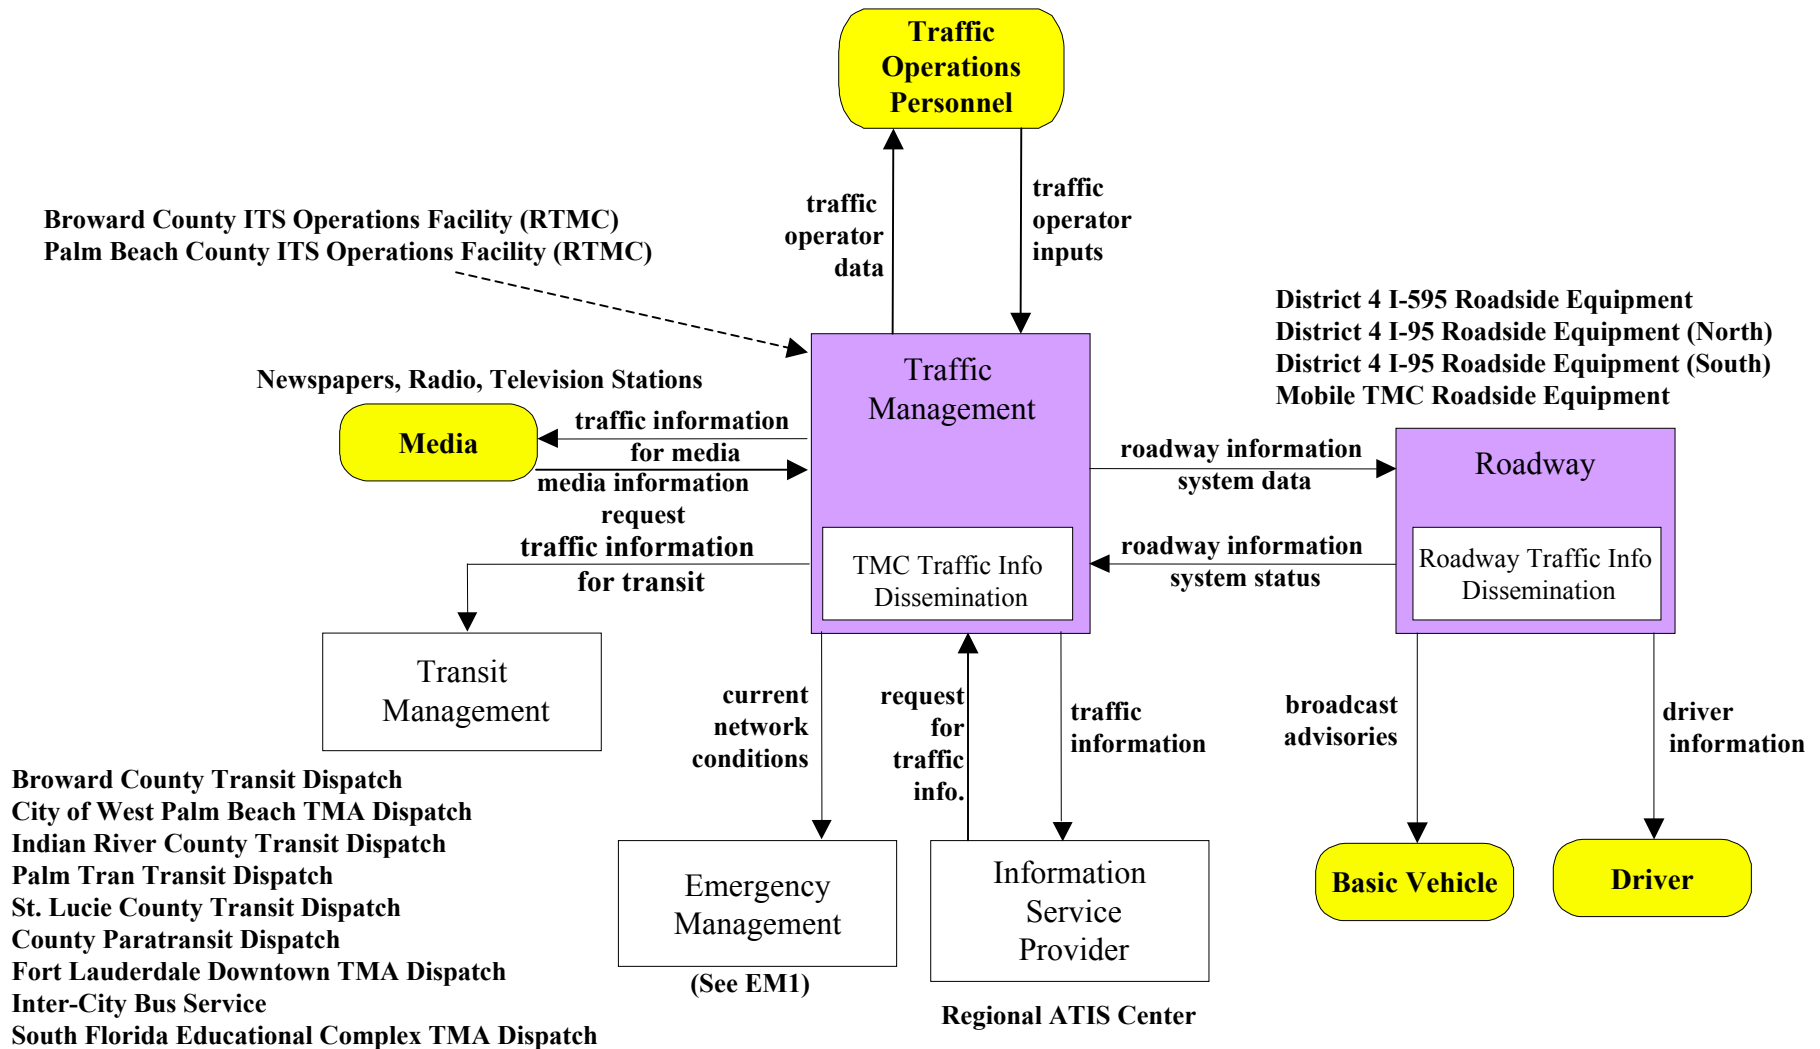 Traffic
Operations
Personnel
traffic
operator
data
traffic
operator
inputs
Broward County ITS Operations Facility (RTMC)
Palm Beach County ITS Operations Facility (RTMC)
District 4 I-595 Roadside Equipment
District 4 I-95 Roadside Equipment (North)
District 4 I-95 Roadside Equipment (South)
Mobile TMC Roadside Equipment
Traffic
Management
Newspapers, Radio, Television Stations
Media
traffic information
for media
media information
request
roadway information
system data
Roadway
traffic information
for transit
TMC Traffic Info
Dissemination
roadway information
system status
Roadway Traffic Info
Dissemination
Transit
Management
current
network
conditions
request
for
traffic
info.
traffic
information
broadcast
advisories
driver
information
Broward County Transit Dispatch
City of West Palm Beach TMA Dispatch
Indian River County Transit Dispatch
Palm Tran Transit Dispatch
St. Lucie County Transit Dispatch
County Paratransit Dispatch
Fort Lauderdale Downtown TMA Dispatch
Inter-City Bus Service
South Florida Educational Complex TMA Dispatch
Emergency
Management
(See EM1)
Information
Service
Provider
Regional ATIS Center
Basic Vehicle
Driver